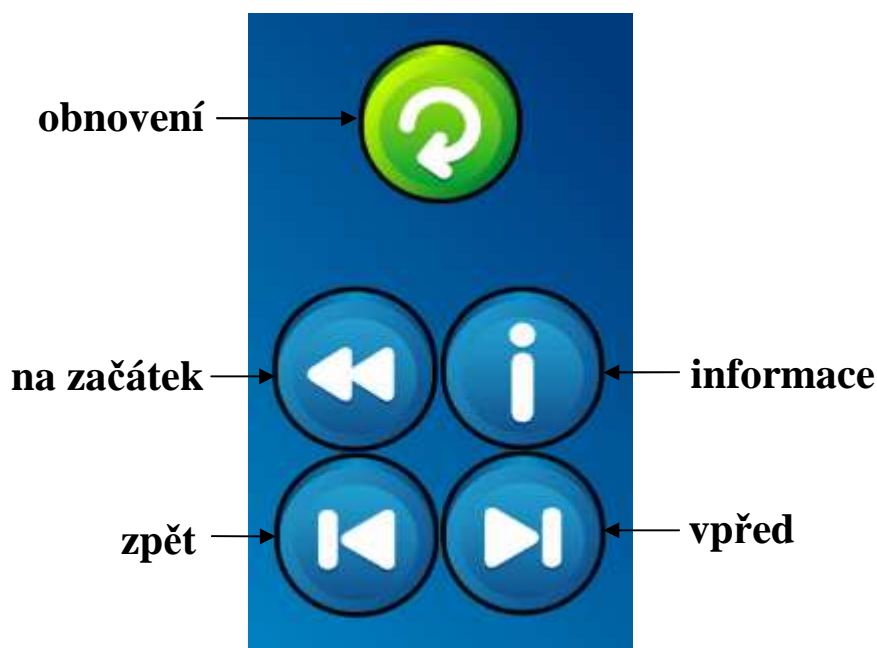 obnovení
na začátek
informace
zpět
vpřed